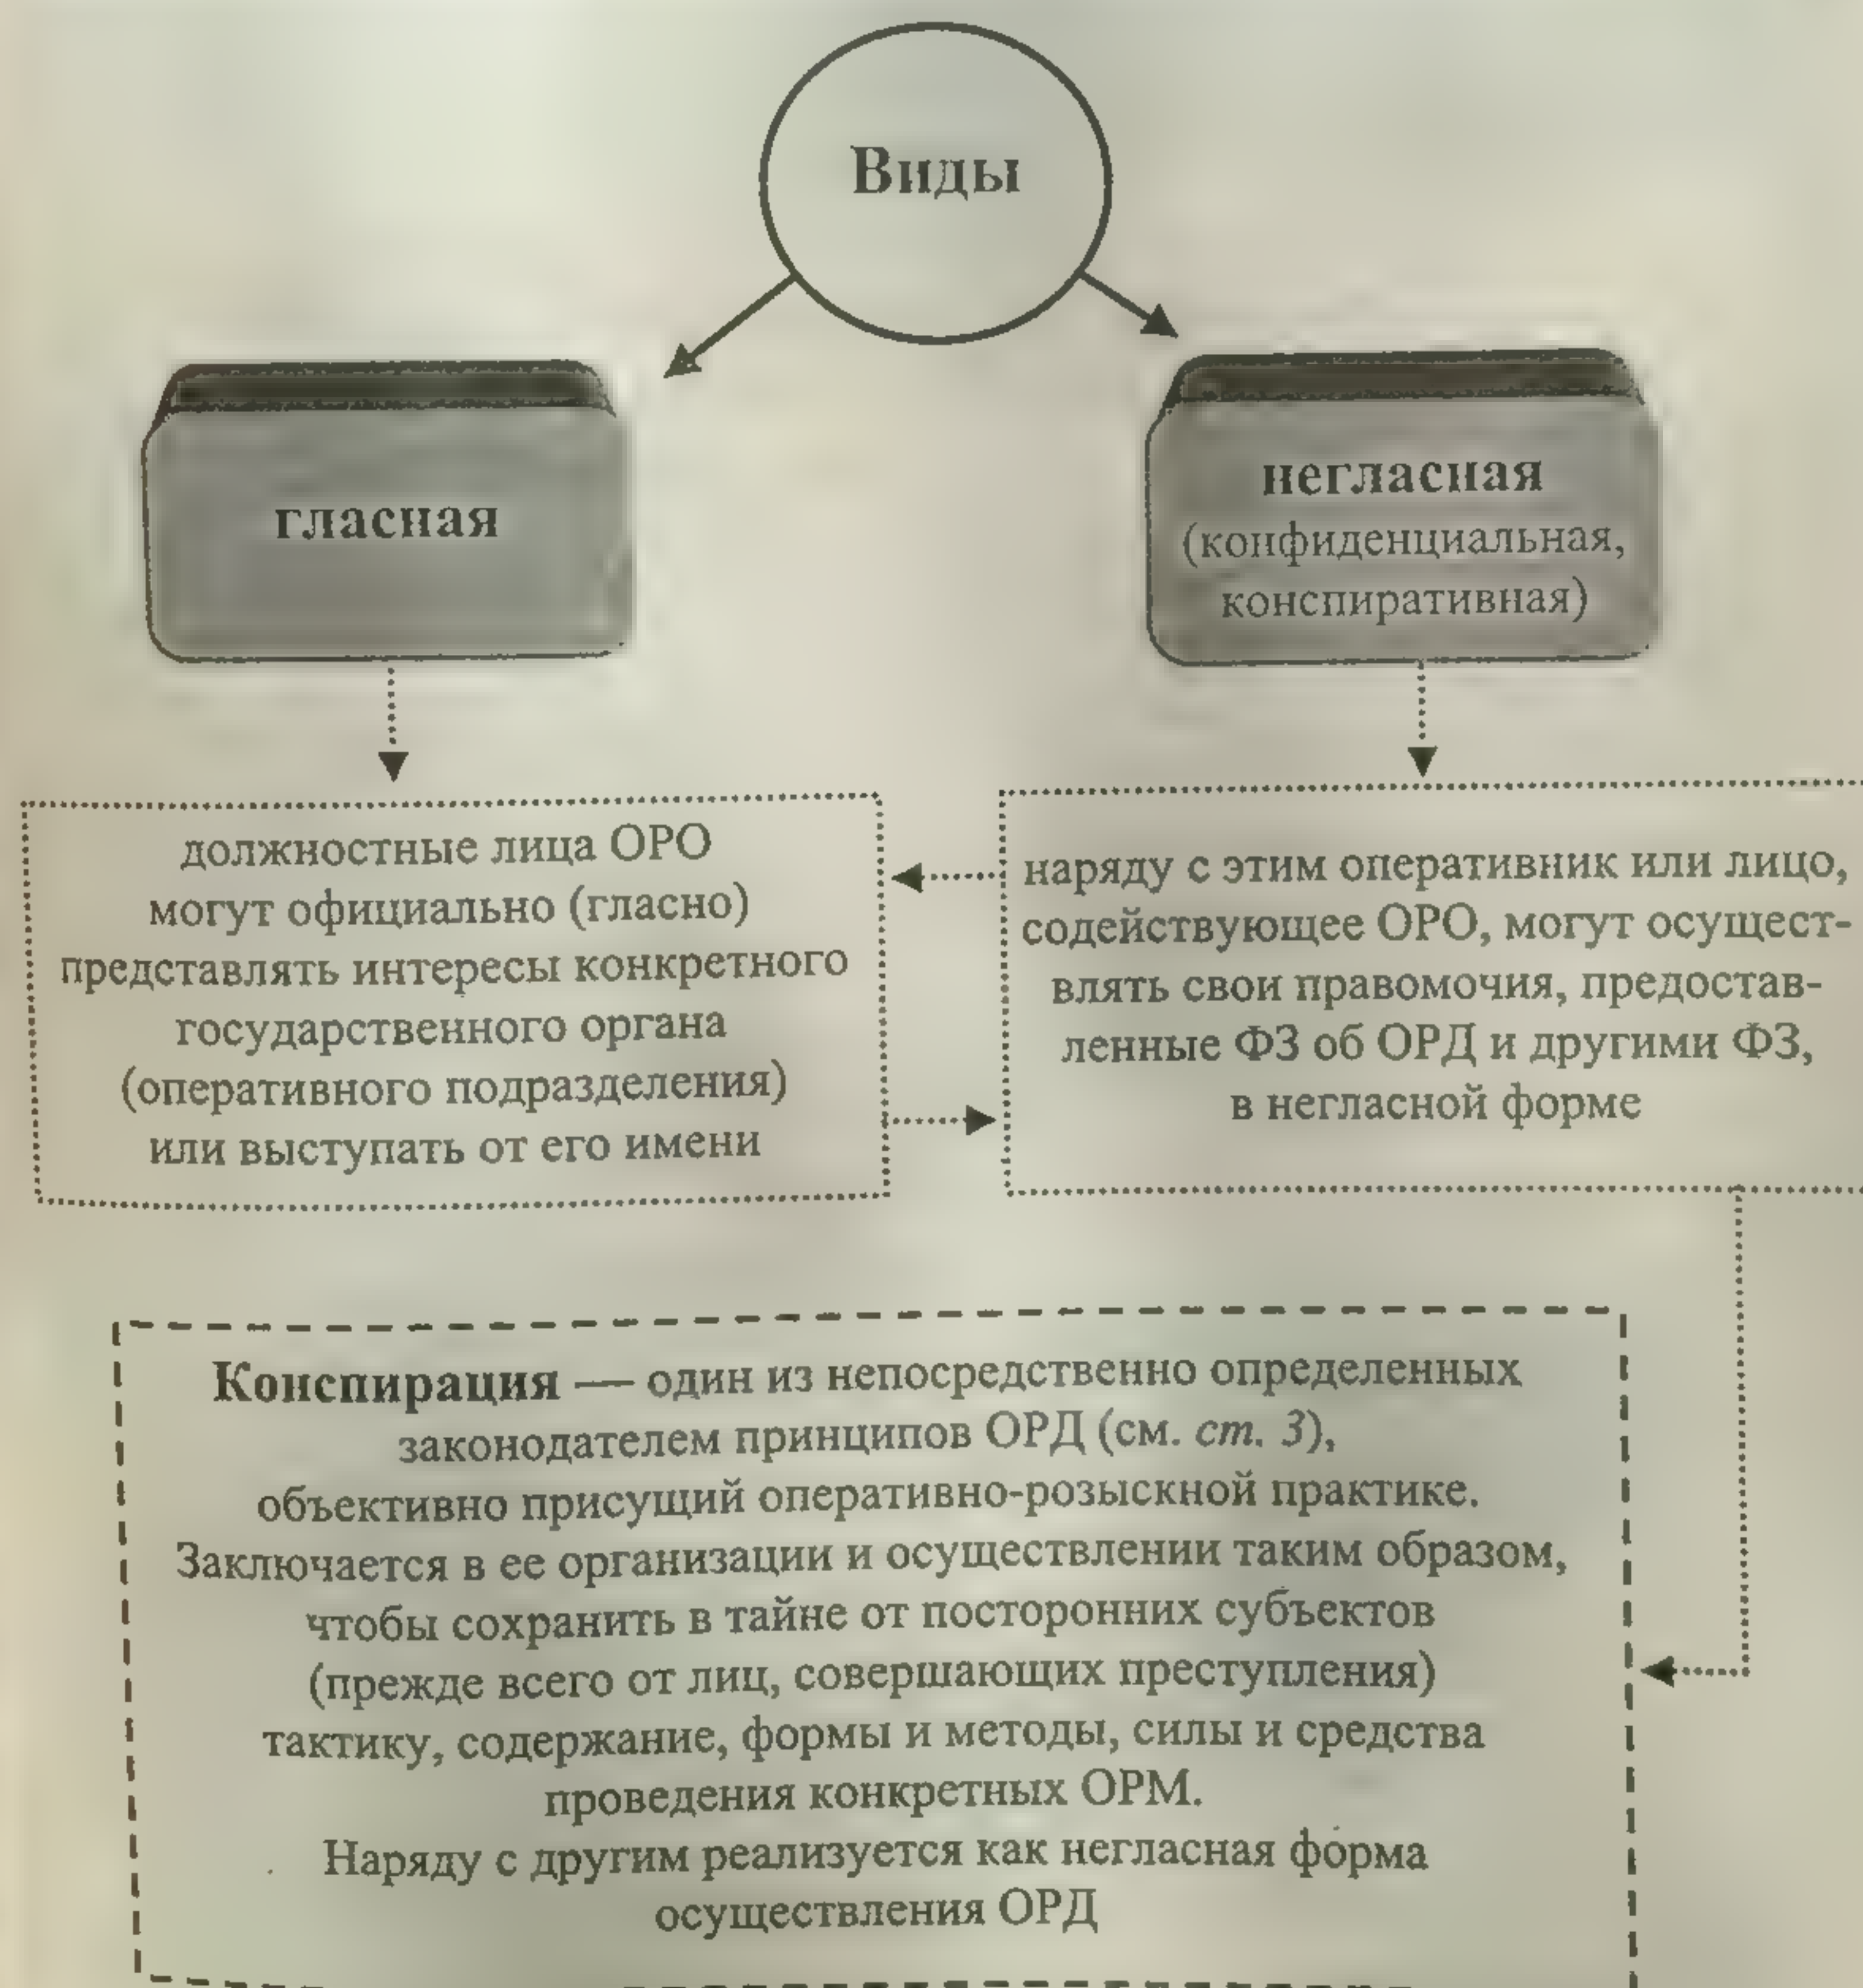 Виды
гласная
негласная
(конфиденциальная,
конспиративная)
должностные лица ОРО
могут официально (гласно)
представлять интересы конкретного
государственного органа
(оперативного подразделения)
или выступать от его имени
наряду с этим оперативник или лицо,
содействующее ОРО, могут осущест-
влять свои правомочия, предостав-
ленные ФЗ об ОРД и другими ФЗ,
в негласной форме
Конспирация — один из непосредственно определенных
законодателем принципов ОРД (см. ст. 3),
объективно присущий оперативно-розыскной практике.
Заключается в ее организации и осуществлении таким образом,
чтобы сохранить в тайне от посторонних субъектов
(прежде всего от лиц, совершающих преступления)
тактику, содержание, формы и методы, силы и средства
проведения конкретных ОРМ.
Наряду с другим реализуется как негласная форма
осуществления ОРД